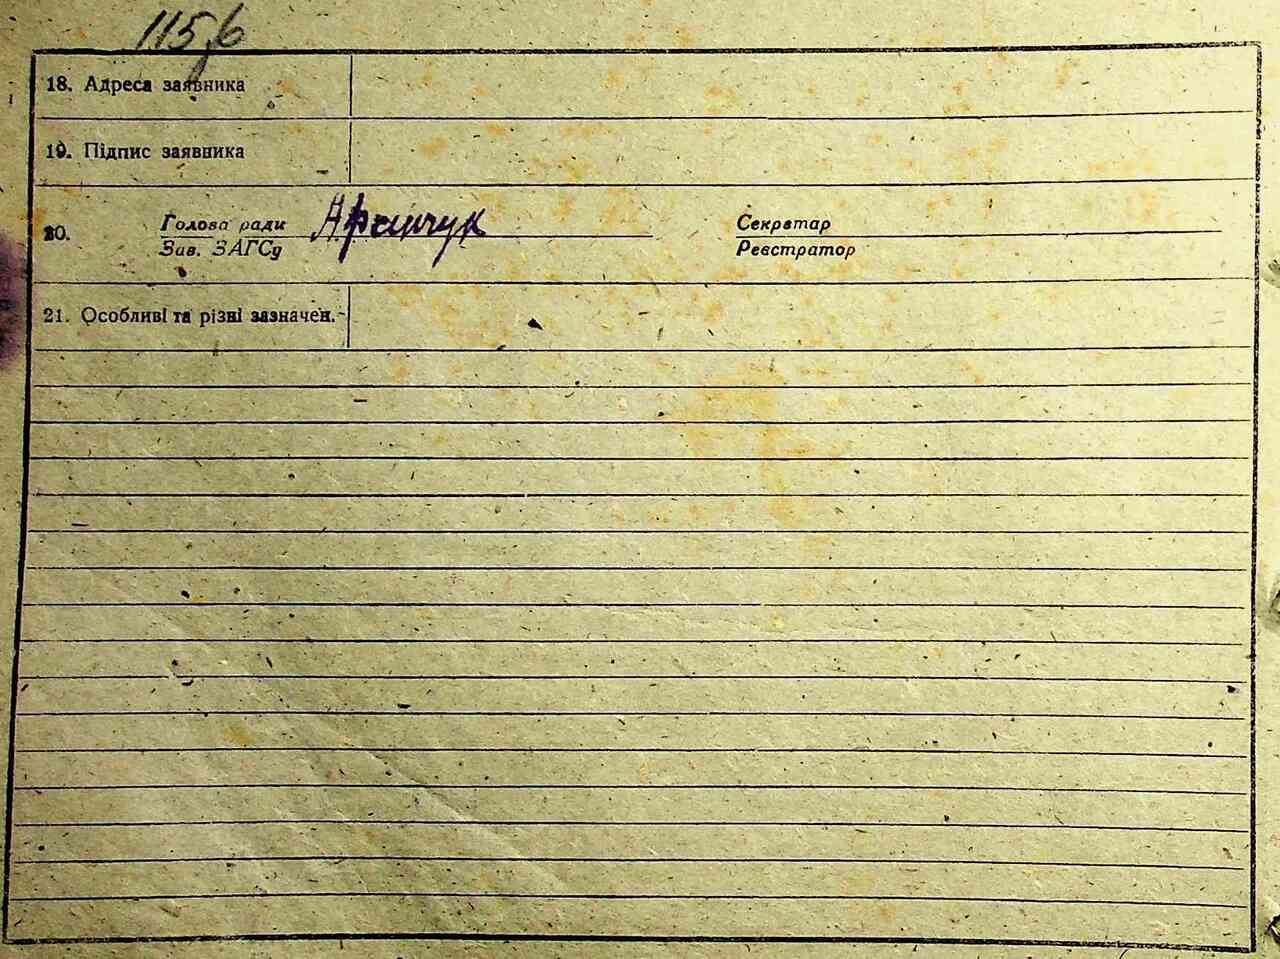 115,6
18. Адреса заявника
19. Підпис заявника
20. Голова ради Секретар
Зав. ЗАГСу Реєстратор
21. Особливі та різні зазначен.